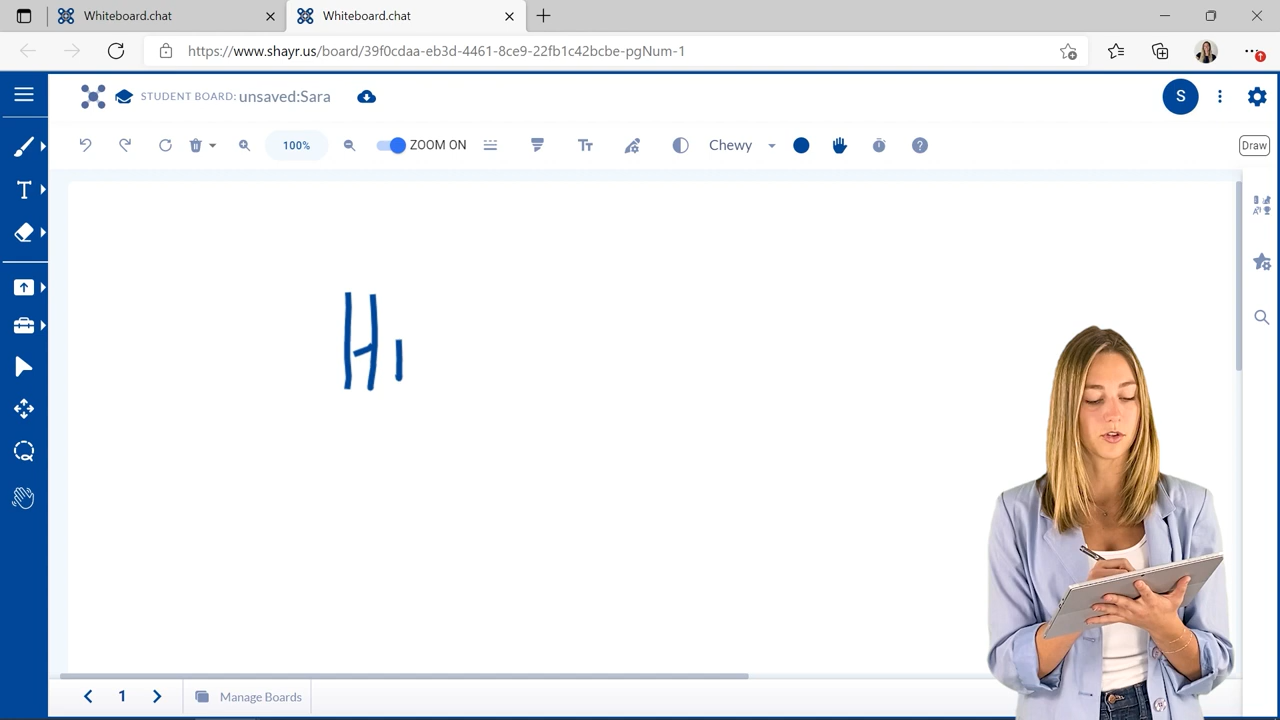 Whiteboard.chat
Whiteboard.chat
https://www.shayr.us/board/39f0cdaa-eb3d-4461-8ce9-22fb1c42bcbe-pgNum-1
STUDENT BOARD: unsaved:Sara
S
100%
ZOOM ON
Tт
Chewy
Draw
T
Hi
1
Manage Boards